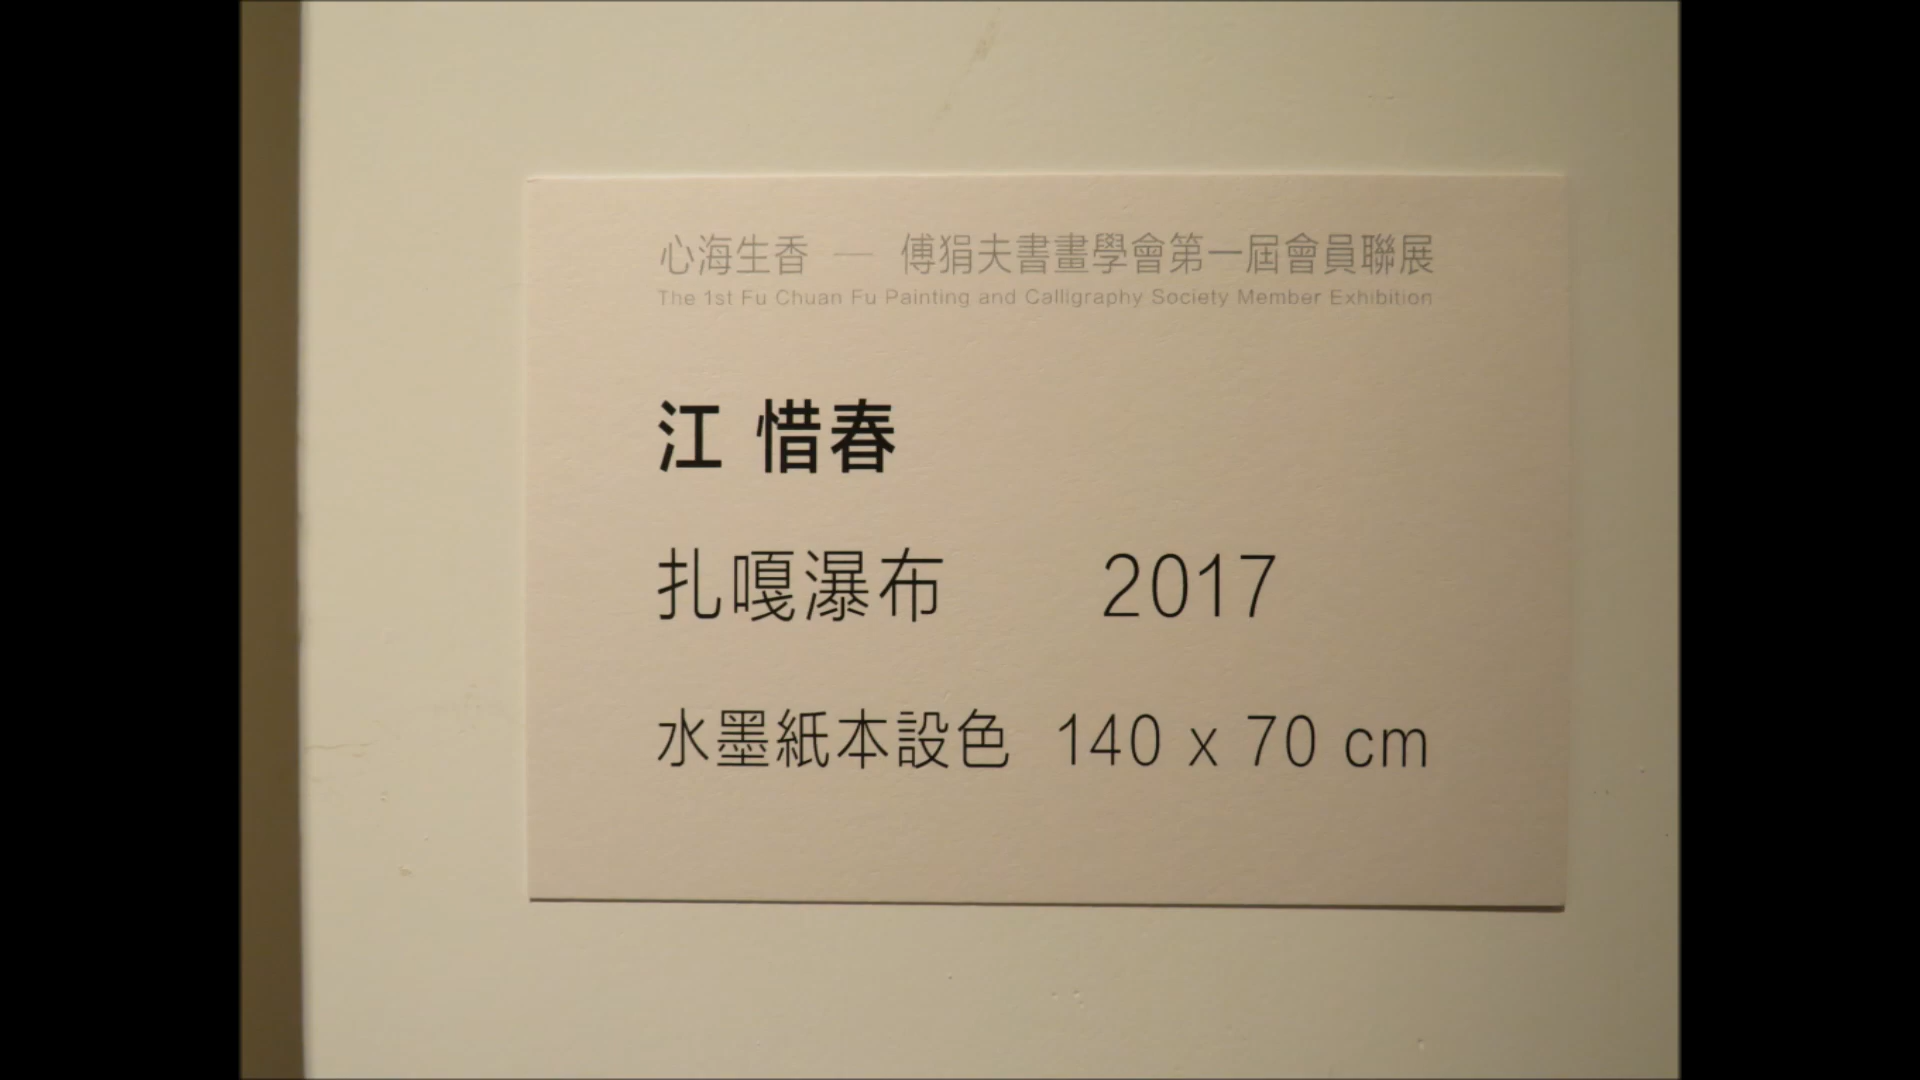 心海生香 — 傅狷夫書畫學會第一屆會員聯展
The 1st Fu Chuan Fu Painting and Calligraphy Society Member Exhibition
江 惜春
扎嘎瀑布 2017
水墨紙本設色 140 x 70 cm